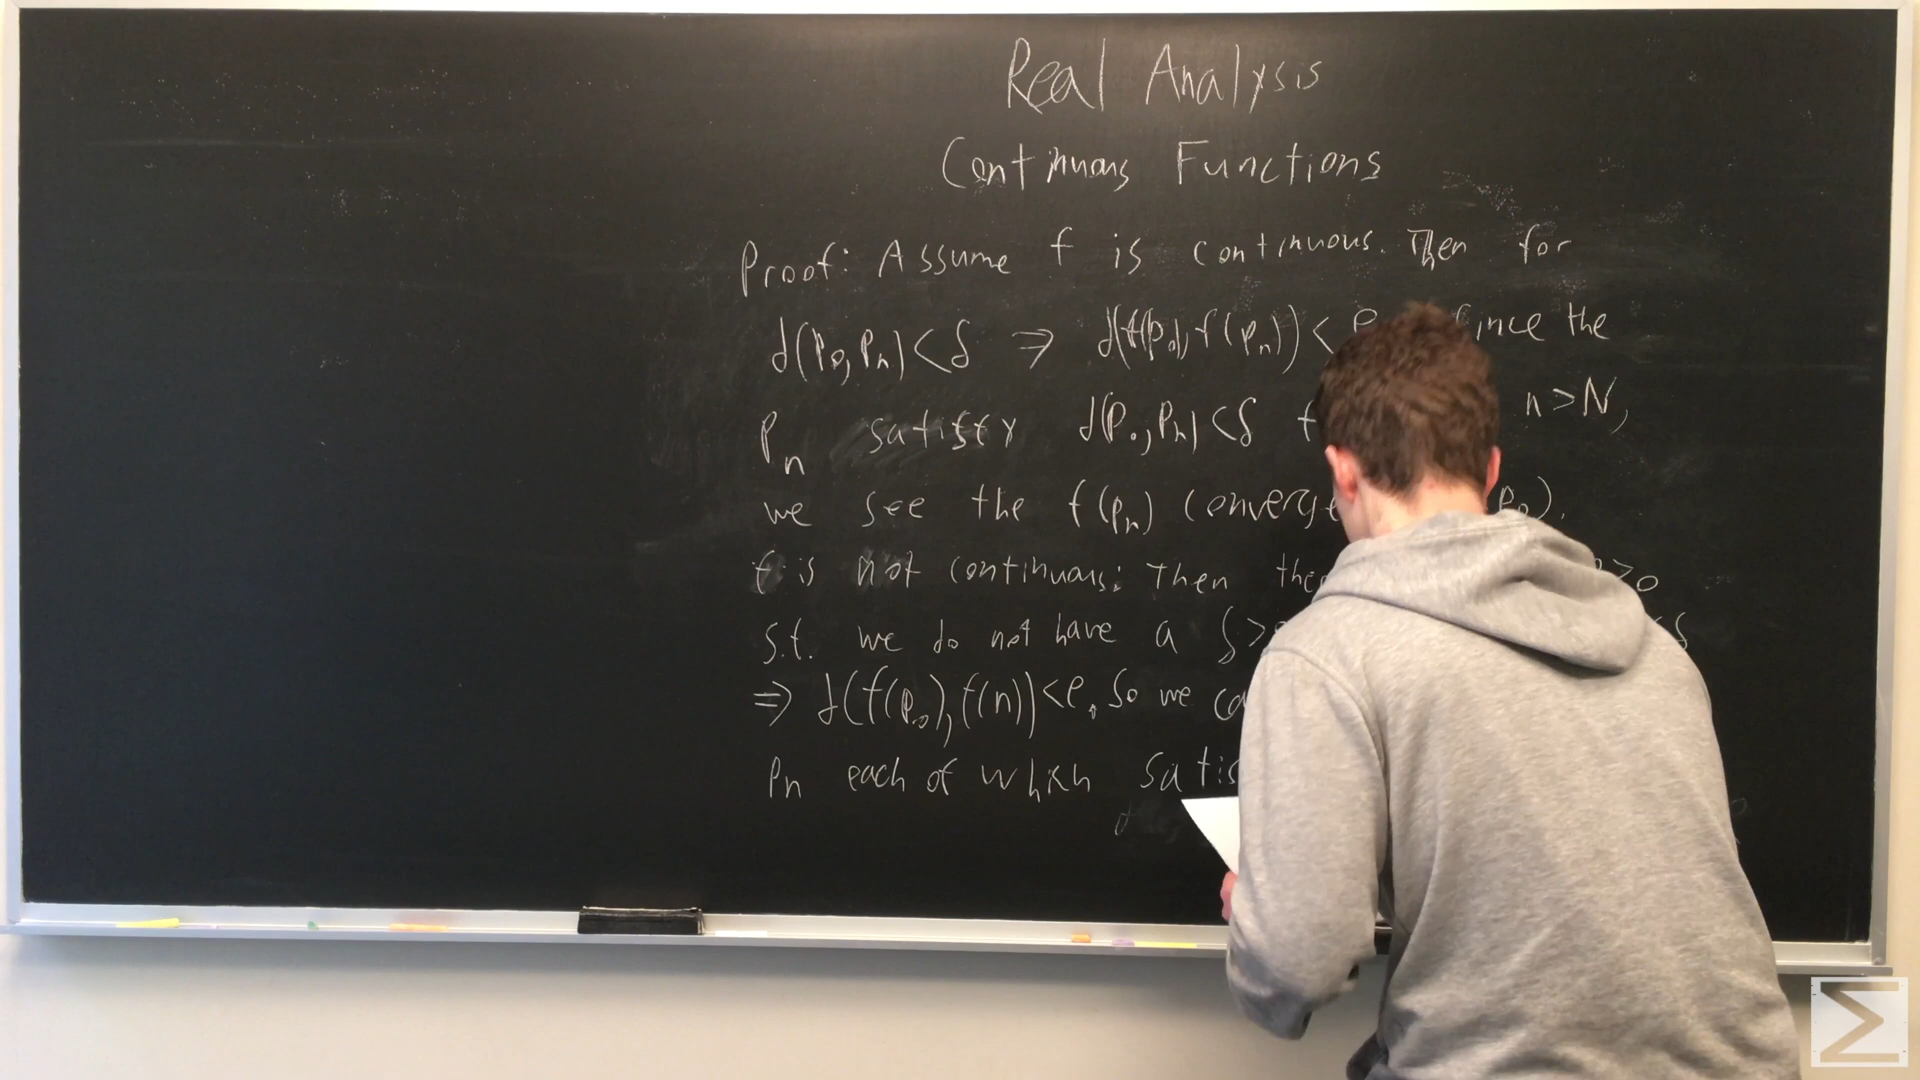 Real Analysis
Continuous Functions
Proof: Assume f is continuous. Then for
d(p₀, pₙ) < δ ⇒ d(f(p₀), f(pₙ)) < e Since the
pₙ satisfy d(p₀, pₙ) < δ n > N,
we see the f(pₙ) converge p₀).
f is not continuous: Then >0
s.t. we do not have a δ >
⇒ d(f(p₀), f(n)) < e. So we
pn each of which satis